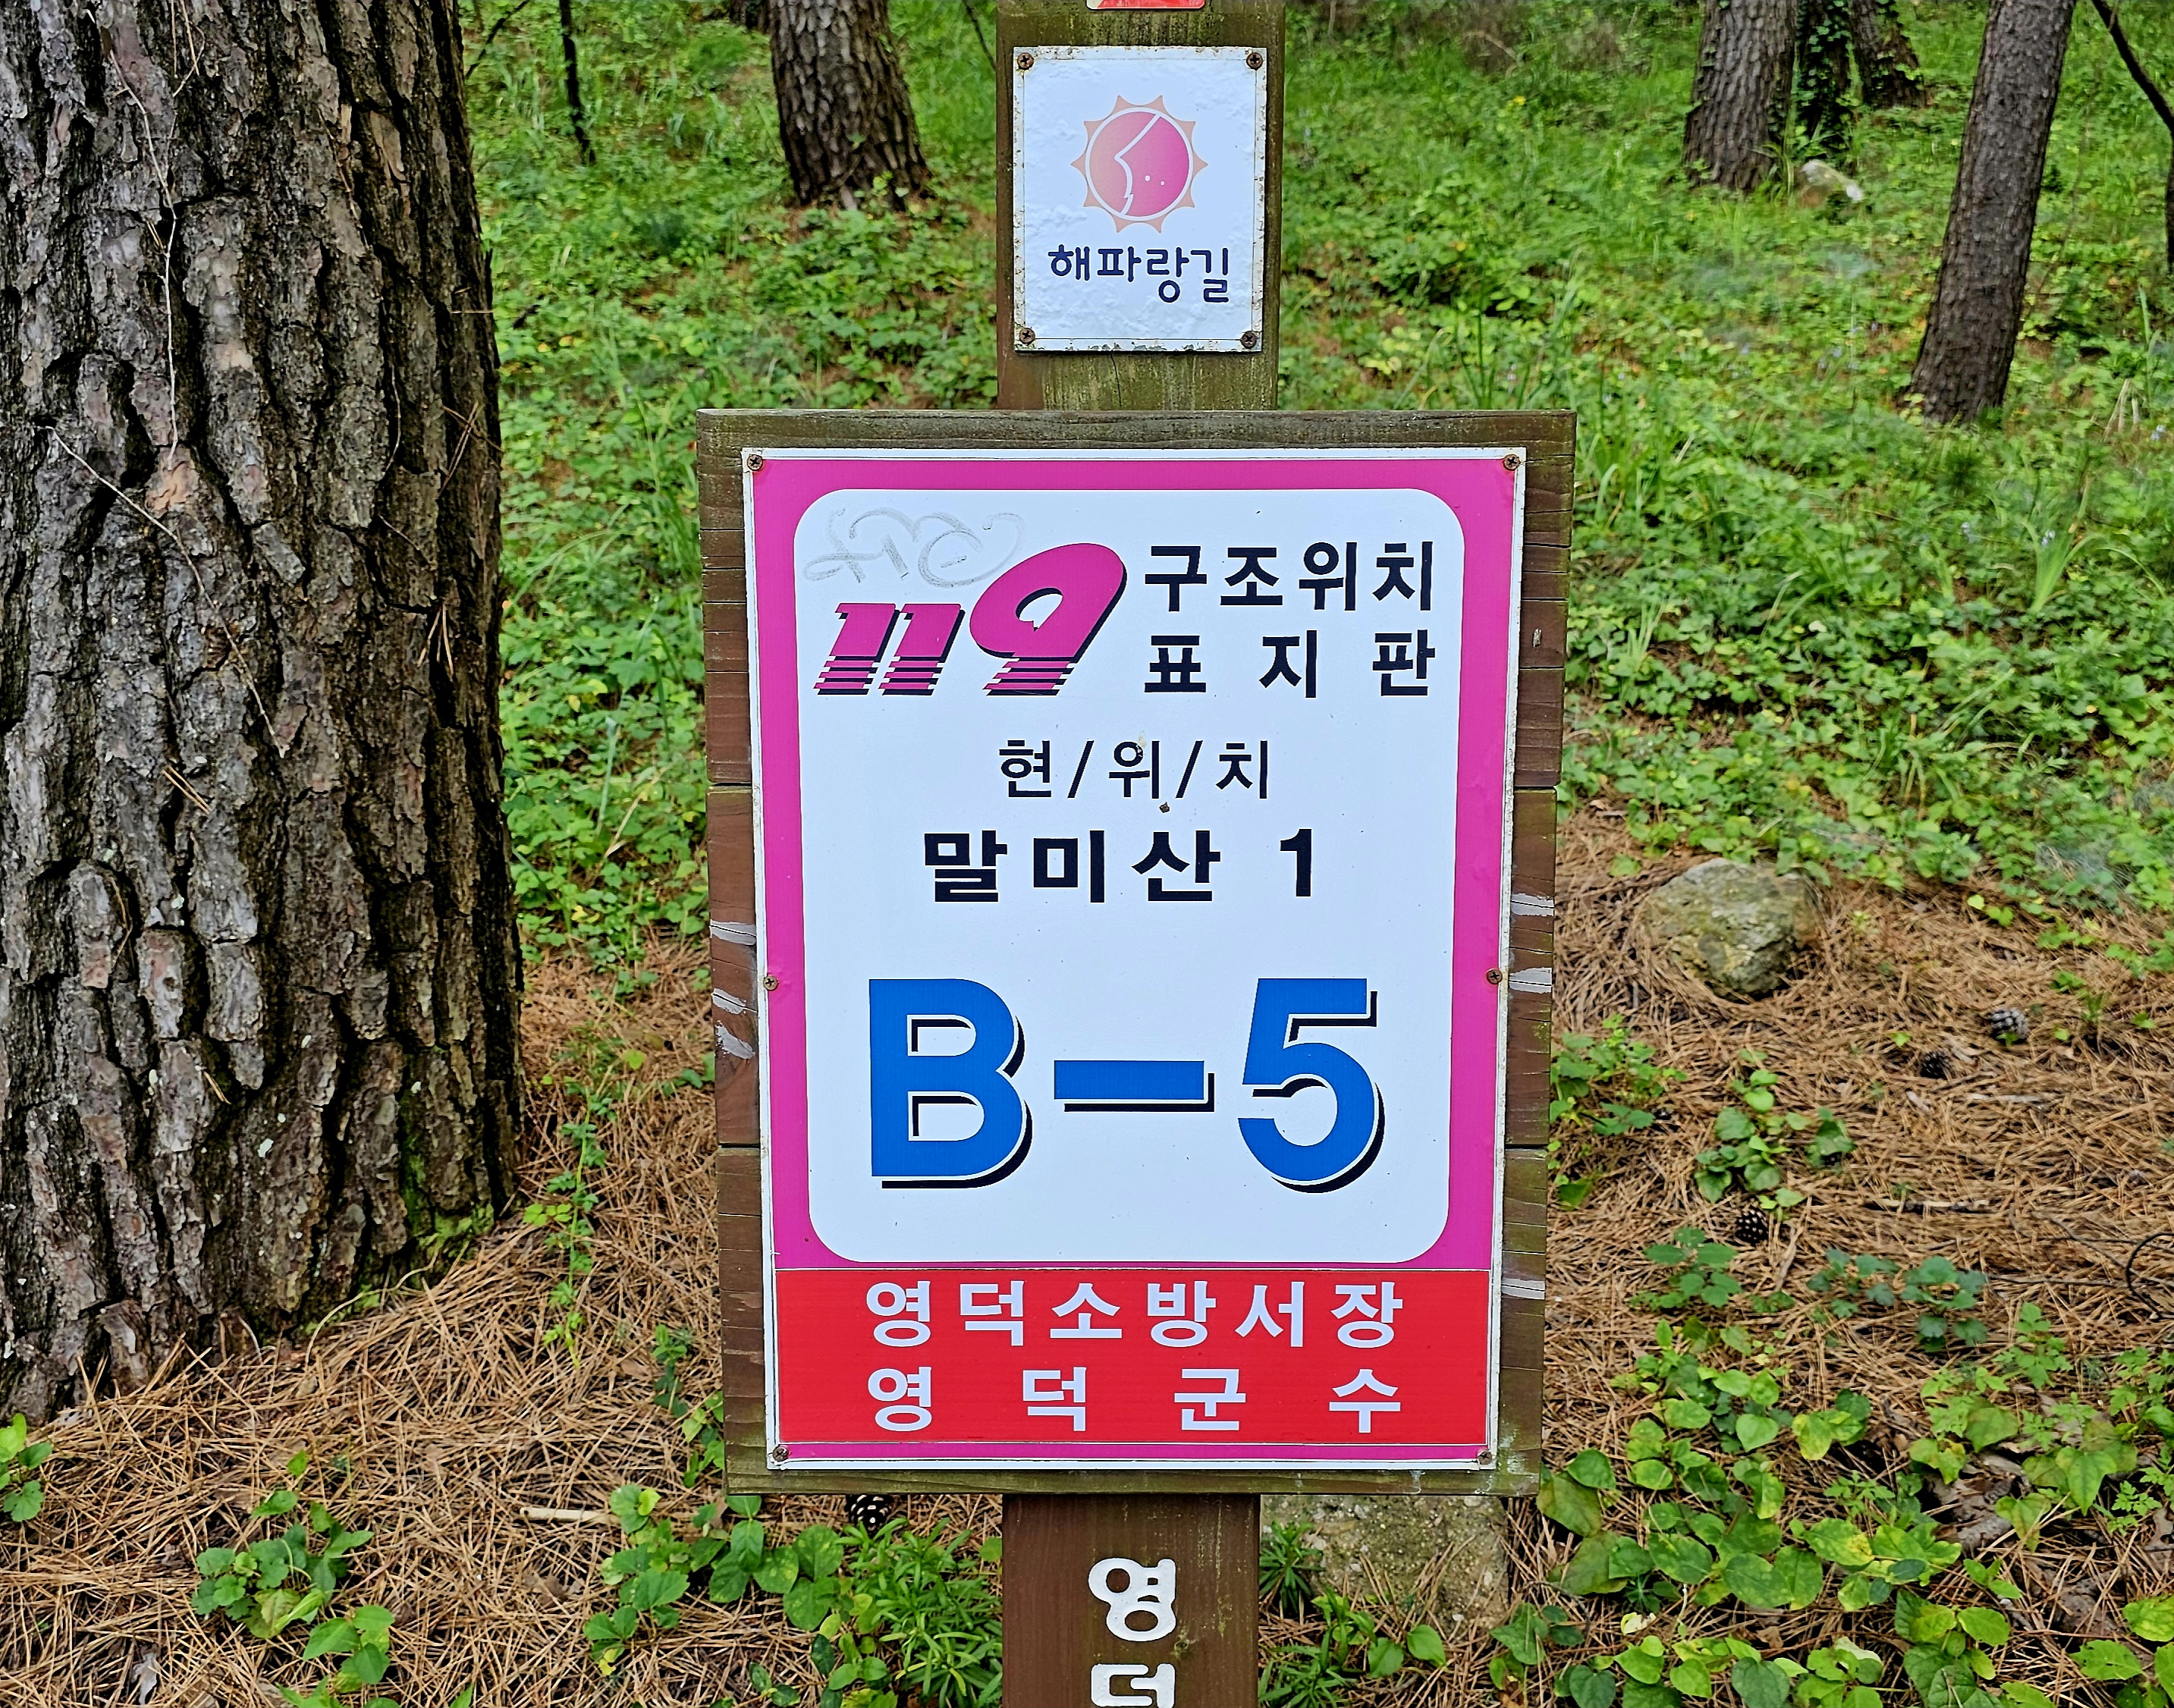 해파랑길
119 구조위치
표지판
현/위/치
말미산 1
B-5
영덕소방서장
영덕군수
영
덕